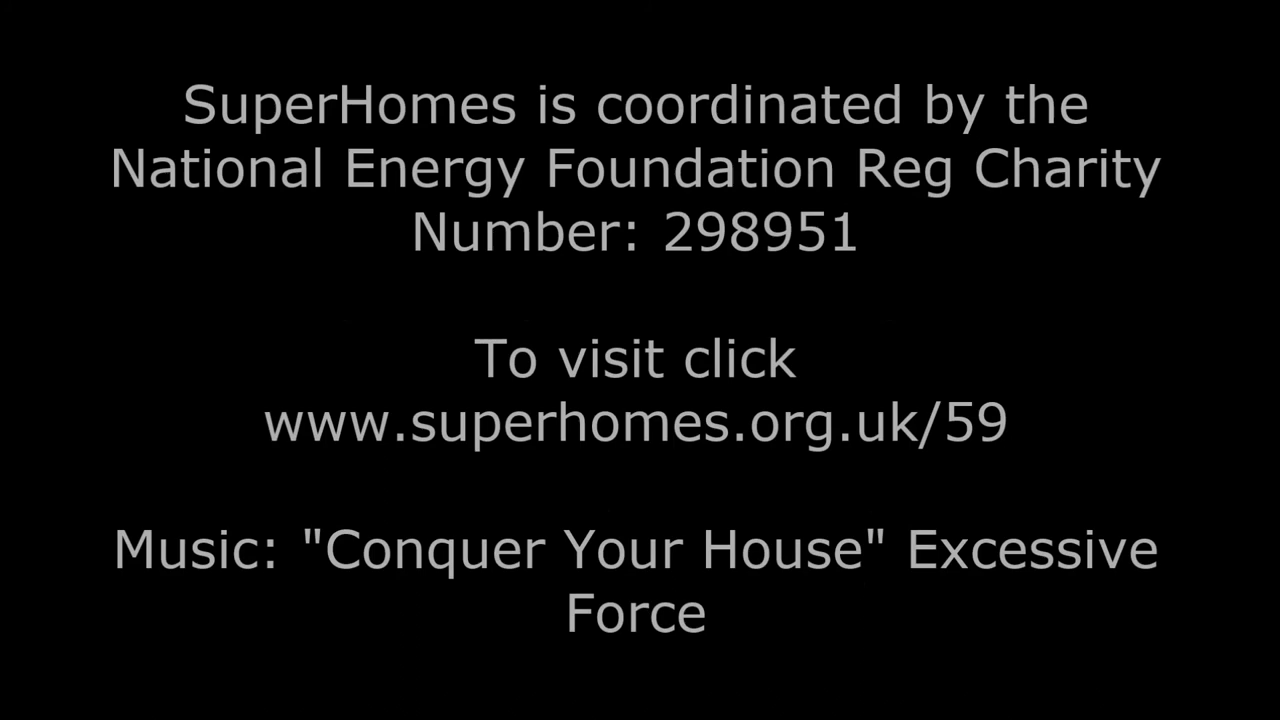 SuperHomes is coordinated by the
National Energy Foundation Reg Charity
Number: 298951
To visit click
www.superhomes.org.uk/59
Music: "Conquer Your House" Excessive
Force